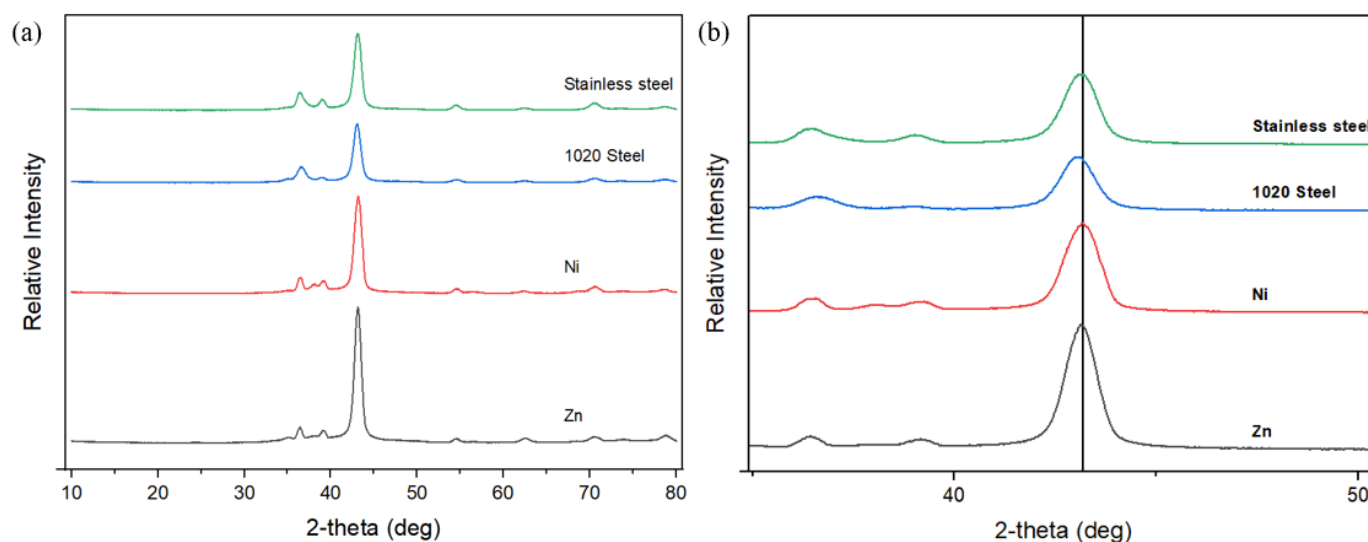 (a)
Relative Intensity
Stainless steel
1020 Steel
Ni
Zn
10 20 30 40 50 60 70 80
2-theta (deg)
(b)
Relative Intensity
Stainless steel
1020 Steel
Ni
Zn
40 50
2-theta (deg)